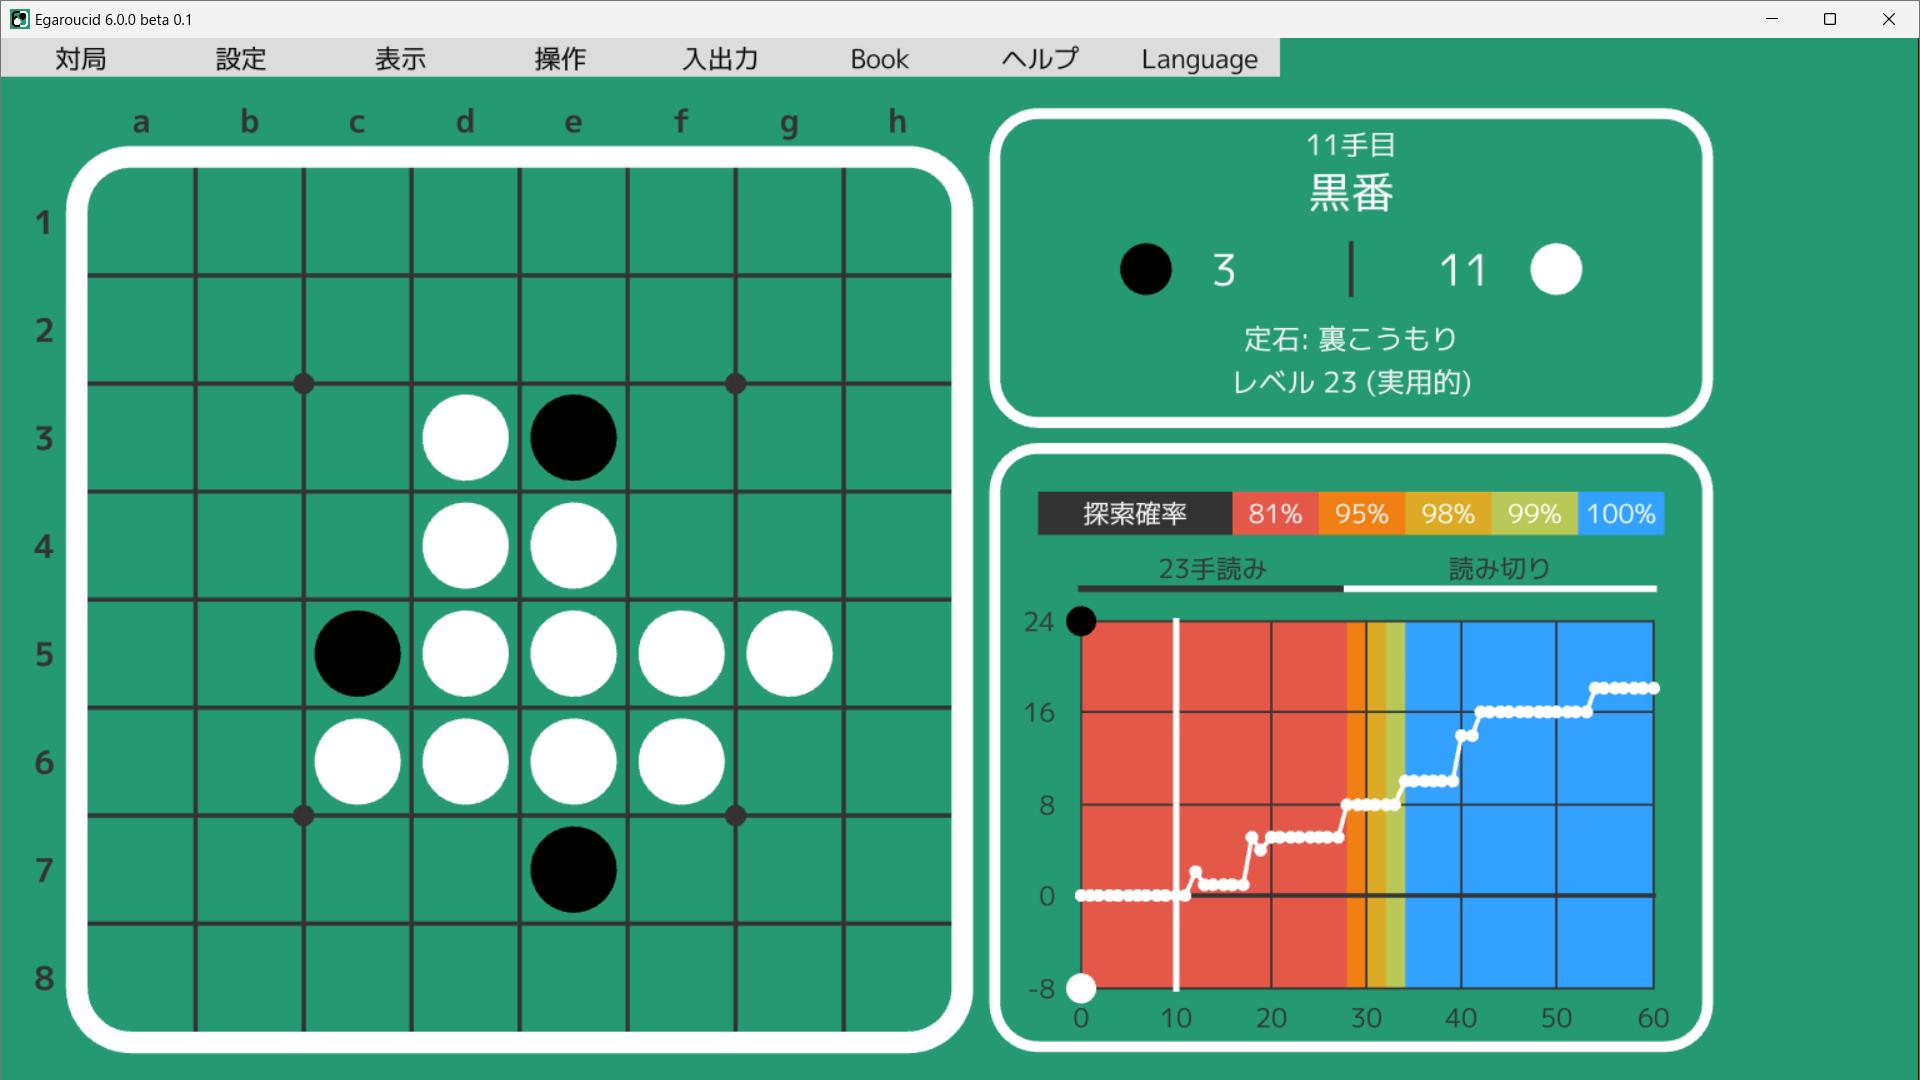 Egaroucid 6.0.0 beta 0.1
対局 設定 表示 操作 入出力 Book ヘルプ Language
a b c d e f g h
1
2
3
4
5
6
7
8
11手目
黒番
3 11
定石: 裏こうもり
レベル 23 (実用的)
探索確率 81% 95% 98% 99% 100%
23手読み 読み切り
24
16
8
0
-8
0 10 20 30 40 50 60